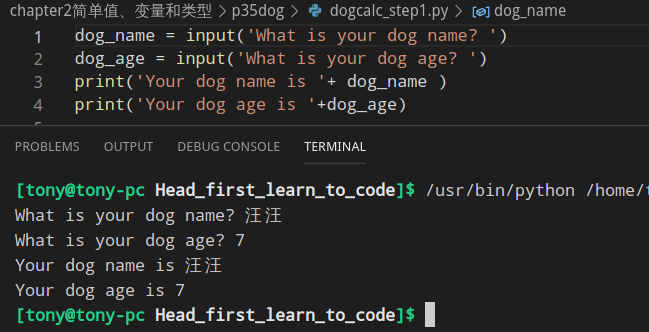 chapter2简单值、变量和类型 > p35dog > dogcalc_step1.py > dog_name
1 dog_name = input('What is your dog name? ')
2 dog_age = input('What is your dog age? ')
3 print('Your dog name is '+ dog_name )
4 print('Your dog age is '+dog_age)
PROBLEMS OUTPUT DEBUG CONSOLE TERMINAL
[tony@tony-pc Head_first_learn_to_code]$ /usr/bin/python /home/
What is your dog name? 汪汪
What is your dog age? 7
Your dog name is 汪汪
Your dog age is 7
[tony@tony-pc Head_first_learn_to_code]$